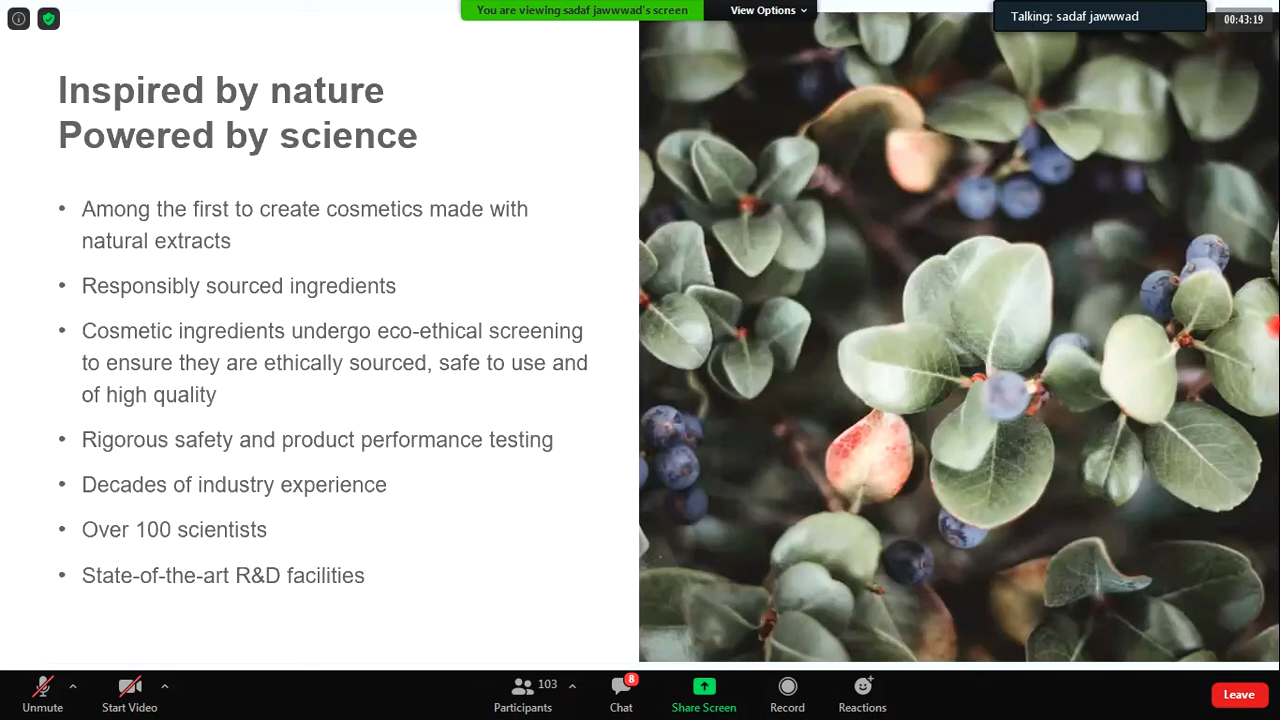 You are viewing sadaf jawwwad's screen
View Options
Talking: sadaf jawwwad
00:43:19
Inspired by nature
Powered by science
• Among the first to create cosmetics made with
natural extracts
• Responsibly sourced ingredients
• Cosmetic ingredients undergo eco-ethical screening
to ensure they are ethically sourced, safe to use and
of high quality
• Rigorous safety and product performance testing
• Decades of industry experience
• Over 100 scientists
• State-of-the-art R&D facilities
Unmute
Start Video
103
Participants
8
Chat
Share Screen
Record
Reactions
Leave